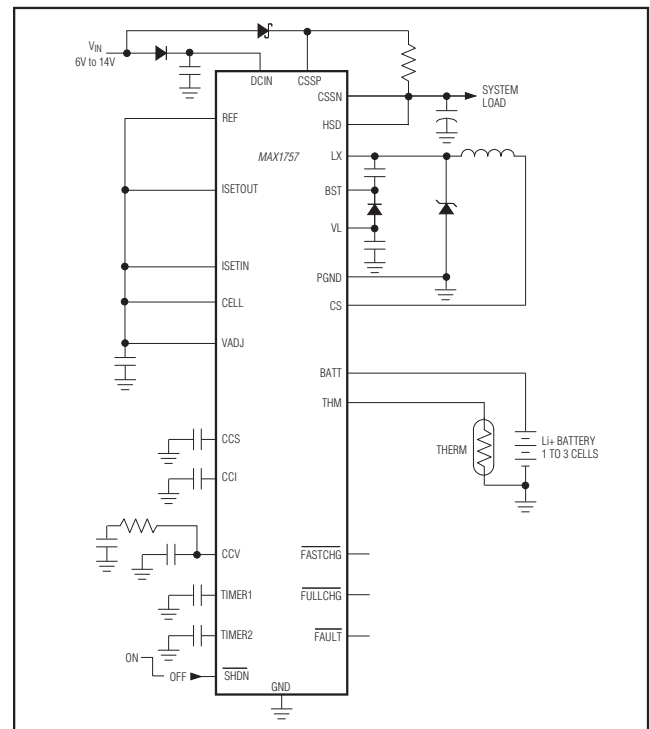 VIN
6V to 14V
DCIN
CSSP
CSSN
SYSTEM
LOAD
HSD
REF
MAX1757
LX
ISETOUT
BST
VL
ISETIN
PGND
CELL
CS
VADJ
BATT
THM
THERM
Li+ BATTERY
1 TO 3 CELLS
CCS
CCI
CCV
FASTCHG
TIMER1
FULLCHG
TIMER2
FAULT
ON
OFF
SHDN
GND